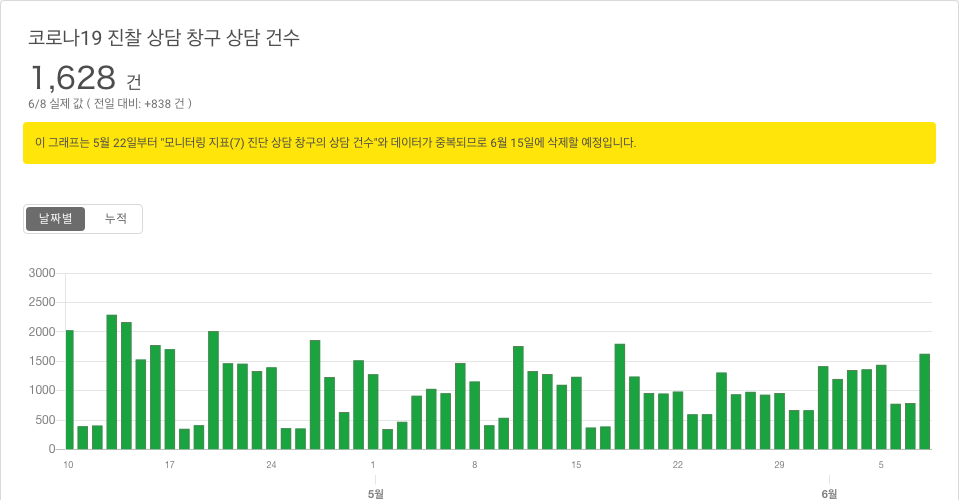 코로나19 진찰 상담 창구 상담 건수
1,628 건
6/8 실제 값 ( 전일 대비: +838 건 )
이 그래프는 5월 22일부터 "모니터링 지표(7) 진단 상담 창구의 상담 건수"와 데이터가 중복되므로 6월 15일에 삭제할 예정입니다.
날짜별 누적
3000
2500
2000
1500
1000
500
0
10 17 24 1 8 15 22 29 5
5월 6월